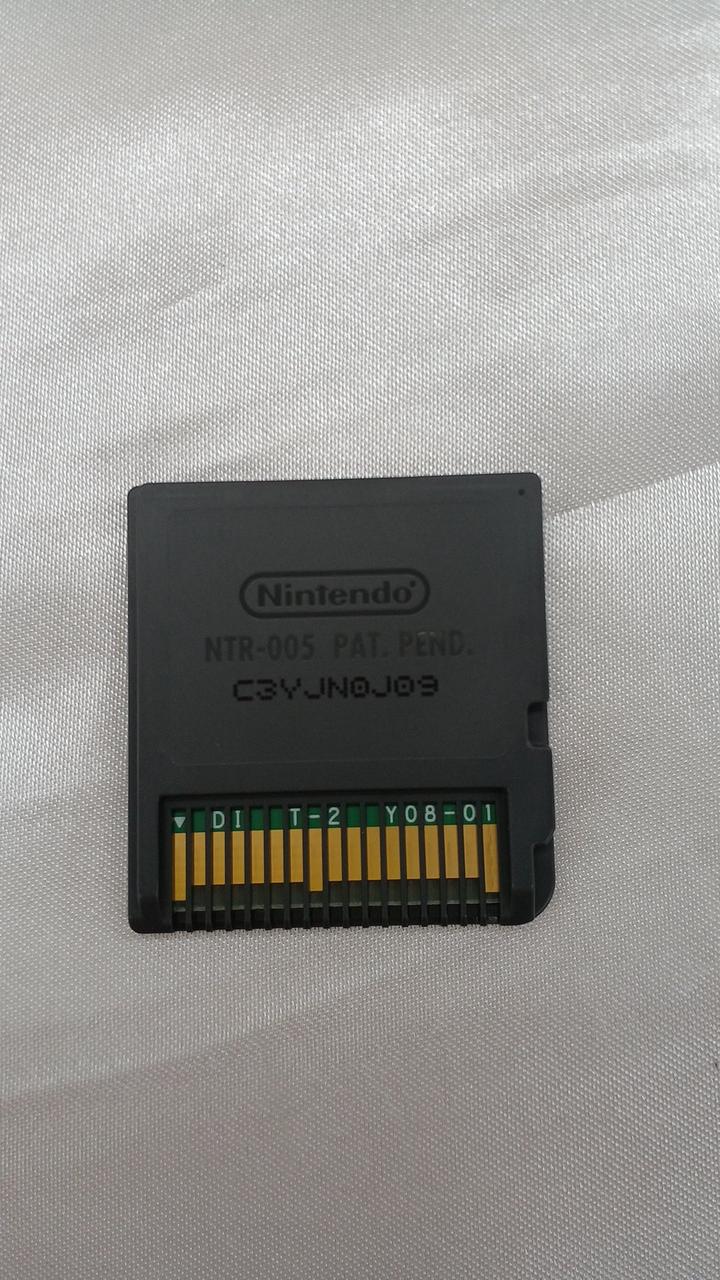 Nintendo®
NTR-005 PAT. PEND.
C3YJN0J09
▼ DI T-2 Y08-01